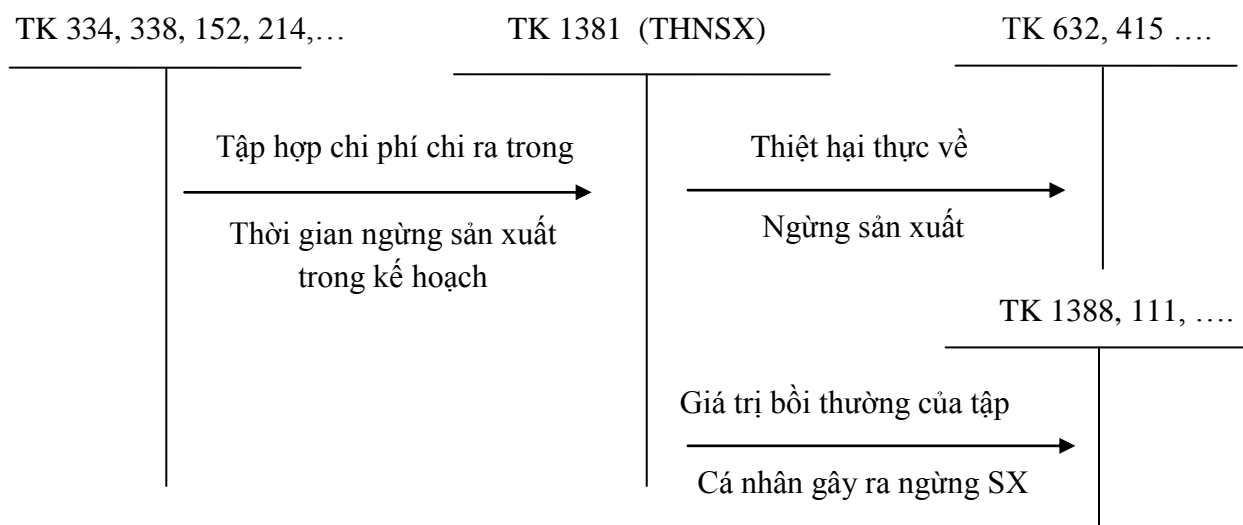 TK 334, 338, 152, 214,…
TK 1381 (THNSX)
TK 632, 415 ….
Tập hợp chi phí chi ra trong
Thời gian ngừng sản xuất
trong kế hoạch
Thiệt hại thực về
Ngừng sản xuất
TK 1388, 111, ….
Giá trị bồi thường của tập
Cá nhân gây ra ngừng SX